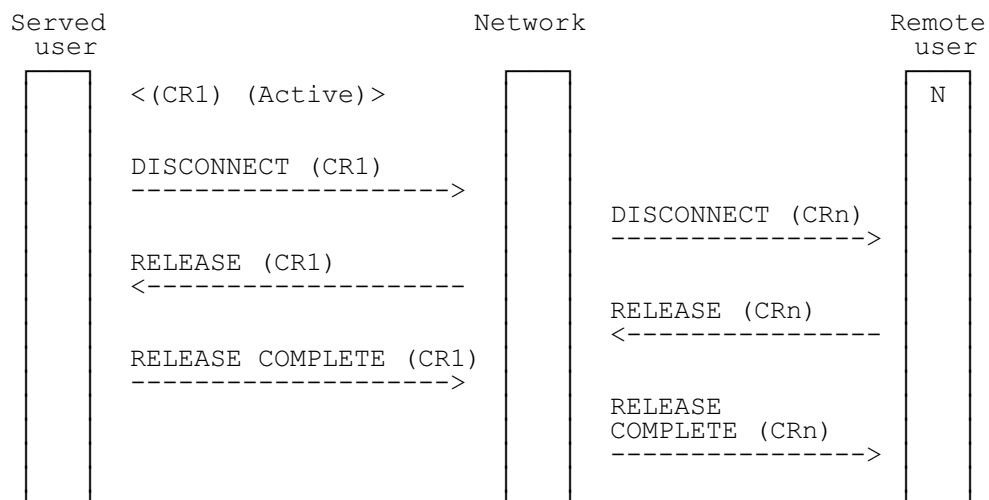 Served Network Remote
user user
<(CR1) (Active)> N
DISCONNECT (CR1)
-------------------->
DISCONNECT (CRn)
---------------->
RELEASE (CR1)
<--------------------
RELEASE (CRn)
<----------------
RELEASE COMPLETE (CR1)
-------------------->
RELEASE
COMPLETE (CRn)
---------------->